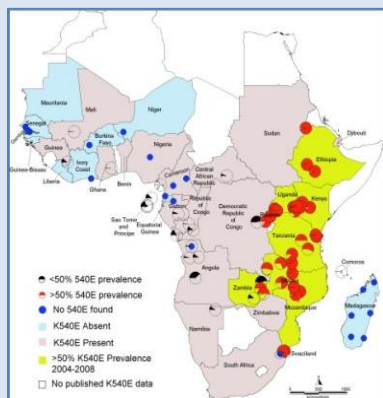 Mauritania
Mali
Niger
Senegal
Sudan
Djibouti
Guinea
Burkina
Faso
Nigeria
Guinea-Bissau
Ivory
Coast
Ethiopia
Liberia
Ghana
Benin
Cameroon
Central
African
Republic
Uganda
Kenya
Sao Tome
and
Principe
Equatorial
Guinea
Gabon
Republic
of Congo
Democratic
Republic of
Congo
Tanzania
Angola
Comoros
Zambia
Mozambique
Madagascar
Zimbabwe
Namibia
South Africa
Swaziland
<50% 540E prevalence
>50% 540E prevalence
No 540E found
K540E Absent
K540E Present
>50% K540E Prevalence
2004-2008
No published K540E data